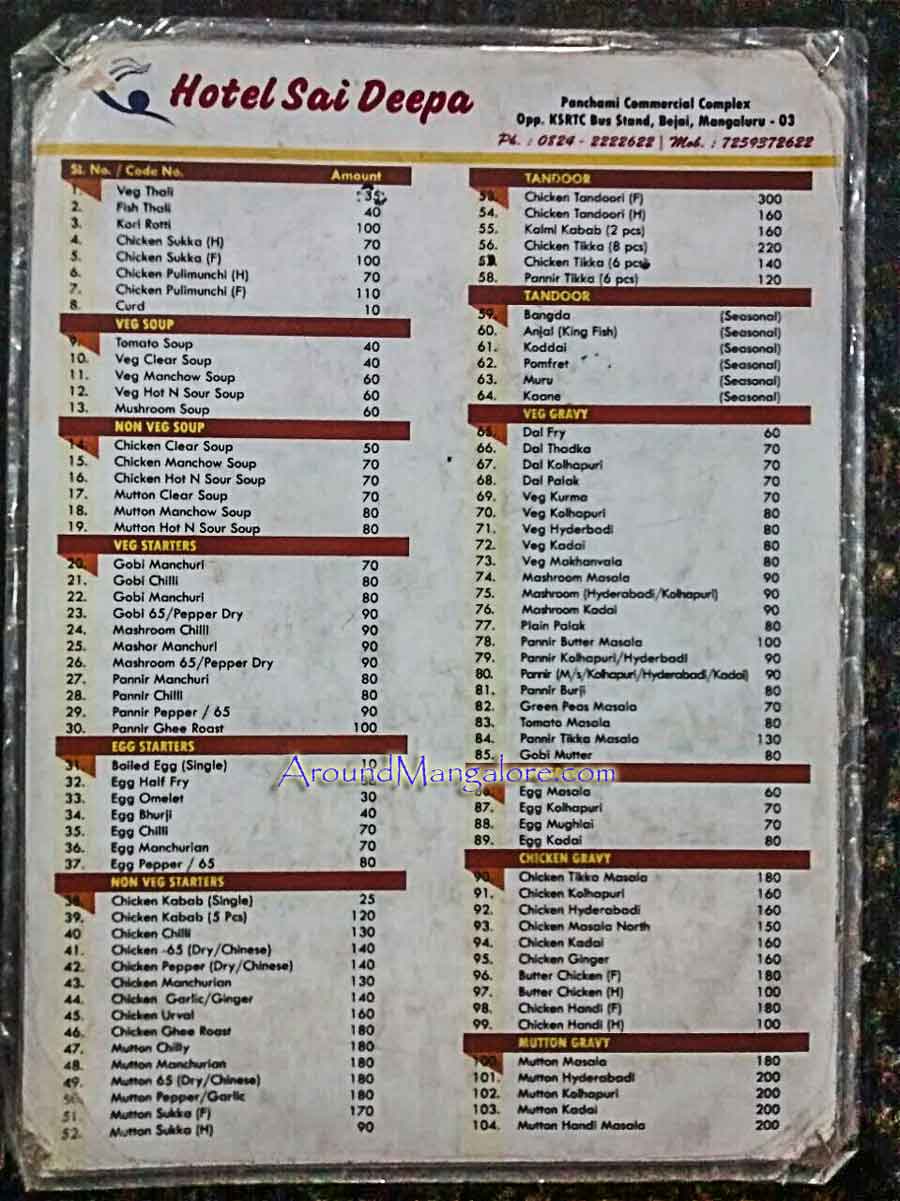 Hotel Sai Deepa
Panchami Commercial Complex
Opp. KSRTC Bus Stand, Bejai, Mangaluru - 03
Ph. : 0824 - 2222622 | Mob. : 7259372622
Sl. No. / Code No. Amount
1. Veg Thali 35
2. Fish Thali 40
3. Kori Rotti 100
4. Chicken Sukka (H) 70
5. Chicken Sukka (F) 100
6. Chicken Pulimunchi (H) 70
7. Chicken Pulimunchi (F) 110
8. Curd 10
VEG SOUP
9. Tomato Soup 40
10. Veg Clear Soup 40
11. Veg Manchow Soup 60
12. Veg Hot N Sour Soup 60
13. Mushroom Soup 60
NON VEG SOUP
14. Chicken Clear Soup 50
15. Chicken Manchow Soup 70
16. Chicken Hot N Sour Soup 70
17. Mutton Clear Soup 70
18. Mutton Manchow Soup 80
19. Mutton Hot N Sour Soup 80
VEG STARTERS
20. Gobi Manchuri 70
21. Gobi Chilli 80
22. Gobi Manchuri 80
23. Gobi 65/Pepper Dry 90
24. Mashroom Chilli 90
25. Mashor Manchuri 90
26. Mashroom 65/Pepper Dry 90
27. Pannir Manchuri 80
28. Pannir Chilli 80
29. Pannir Pepper / 65 90
30. Pannir Ghee Roast 100
EGG STARTERS
31. Boiled Egg (Single) 10
32. Egg Half Fry
33. Egg Omelet 30
34. Egg Bhurji 40
35. Egg Chilli 70
36. Egg Manchurian 70
37. Egg Pepper / 65 80
NON VEG STARTERS
38. Chicken Kabab (Single) 25
39. Chicken Kabab (5 Pcs) 120
40 Chicken Chilli 130
41. Chicken -65 (Dry/Chinese) 140
42. Chicken Pepper (Dry/Chinese) 140
43. Chicken Manchurian 130
44. Chicken Garlic/Ginger 140
45. Chicken Urval 160
46. Chicken Ghee Roast 180
47. Mutton Chilly 180
48. Mutton Manchurian 180
49. Mutton 65 (Dry/Chinese) 180
50. Mutton Pepper/Garlic 180
51. Mutton Sukka (F) 170
52. Mutton Sukka (H) 90
TANDOOR
53. Chicken Tandoori (F) 300
54. Chicken Tandoori (H) 160
55. Kalmi Kabab (2 pcs) 160
56. Chicken Tikka (8 pcs) 220
57. Chicken Tikka (6 pcs) 140
58. Pannir Tikka (6 pcs) 120
TANDOOR
59. Bangda (Seasonal)
60. Anjal (King Fish) (Seasonal)
61. Koddai (Seasonal)
62. Pomfret (Seasonal)
63. Muru (Seasonal)
64. Kaane (Seasonal)
VEG GRAVY
65. Dal Fry 60
66. Dal Thadka 70
67. Dal Kolhapuri 70
68. Dal Palak 70
69. Veg Kurma 70
70. Veg Kolhapuri 80
71. Veg Hyderbadi 80
72. Veg Kadai 80
73. Veg Makhanvala 80
74. Mashroom Masala 90
75. Mashroom (Hyderabadi/Kolhapuri) 90
76. Mashroom Kadai 90
77. Plain Palak 80
78. Pannir Butter Masala 100
79. Pannir Kolhapuri/Hyderbadi 90
80. Pannir (M/s/Kolhapuri/Hyderabadi/Kadai) 90
81. Pannir Burji 80
82. Green Peas Masala 70
83. Tomato Masala 80
84. Pannir Tikka Masala 130
85. Gobi Mutter 80
86. Egg Masala 60
87. Egg Kolhapuri 70
88. Egg Mughlai 70
89. Egg Kadai 80
CHICKEN GRAVY
90. Chicken Tikka Masala 180
91. Chicken Kolhapuri 160
92. Chicken Hyderabadi 160
93. Chicken Masala North 150
94. Chicken Kadai 160
95. Chicken Ginger 160
96. Butter Chicken (F) 180
97. Butter Chicken (H) 100
98. Chicken Handi (F) 180
99. Chicken Handi (H) 100
MUTTON GRAVY
100. Mutton Masala 180
101. Mutton Hyderabadi 200
102. Mutton Kolhapuri 200
103. Mutton Kadai 200
104. Mutton Handi Masala 200
AroundMangalore.com